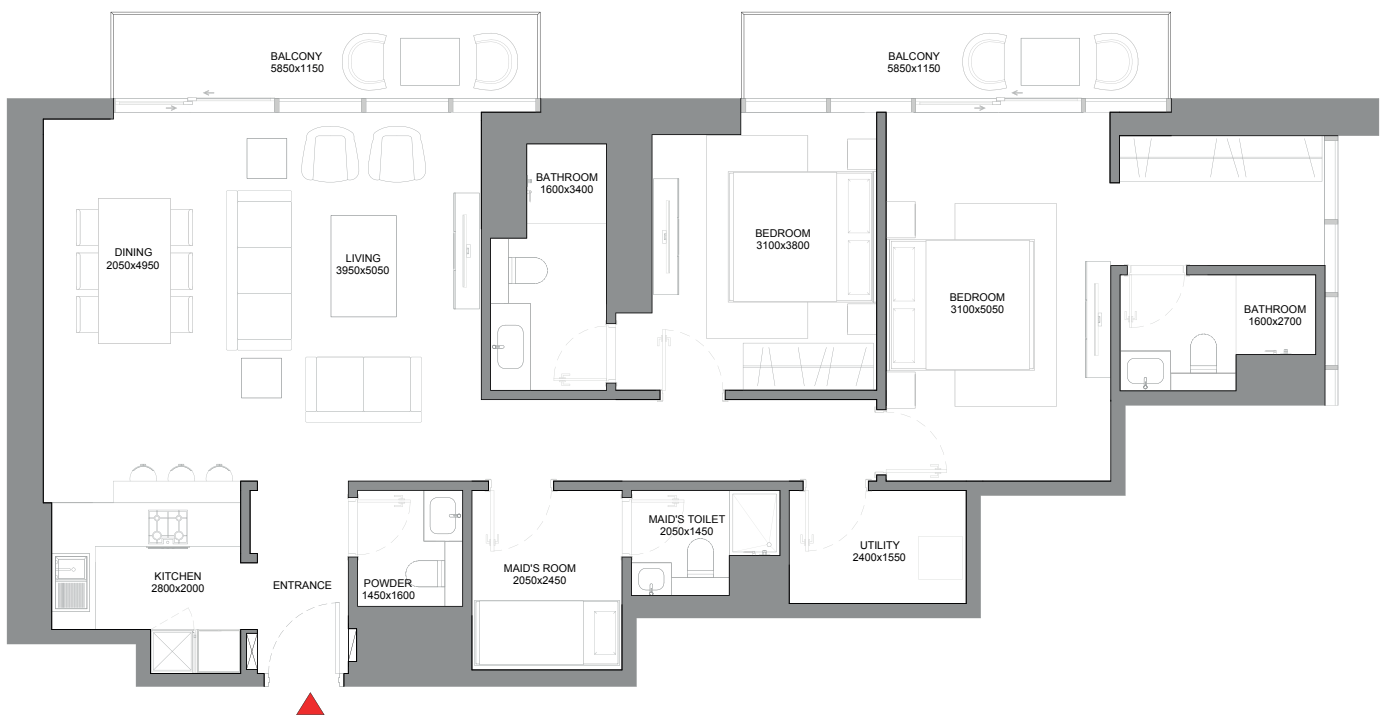 BALCONY
5850x1150
BALCONY
5850x1150
BATHROOM
1600x3400
BEDROOM
3100x3800
DINING
2050x4950
LIVING
3950x5050
BEDROOM
3100x5050
BATHROOM
1600x2700
MAID'S TOILET
2050x1450
UTILITY
2400x1550
KITCHEN
2800x2000
ENTRANCE
POWDER
1450x1600
MAID'S ROOM
2050x2450